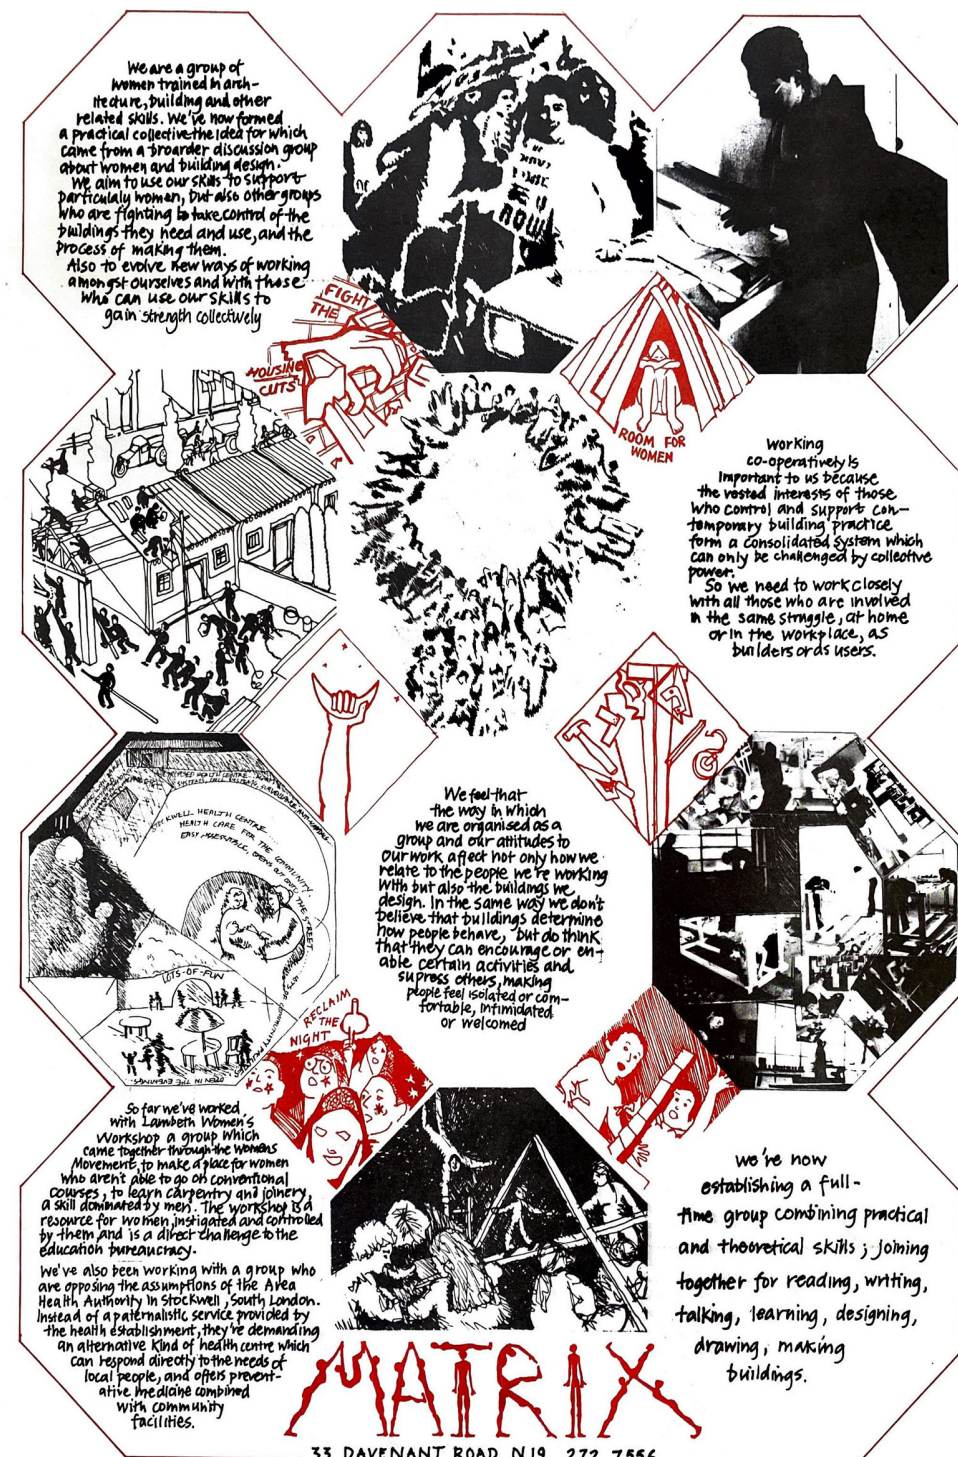 We are a group of
women trained in arch-
itecture, building and other
related skills. We've now formed
a practical collective the idea for which
came from a broarder discussion group
about women and building design.
We aim to use our skills to support
particulaly women, but also other groups
who are fighting to take control of the
buildings they need and use, and the
process of making them.
Also to evolve new ways of working
amongst ourselves and with those
who can use our skills to
gain strength collectively
FIGHT
THE
HOUSING
CUTS
ROOM FOR
WOMEN
Working
co-operatively is
important to us because
the vested interests of those
who control and support con-
temporary building practice
form a consolidated system which
can only be challenged by collective
power.
So we need to work closely
with all those who are involved
in the same struggle, at home
or in the workplace, as
builders or as users.
STOCKWELL HEALTH CENTRE
HEALTH CARE FOR THE COMMUNITY.
EASY ACCESSABLE, OPENS OUT ONTO THE STREET
LOTS-OF-FUN
OPEN IN THE EVENINGS.
We feel that
the way in which
we are organised as a
group and our attitudes to
our work affect not only how we
relate to the people we're working
with but also the buildings we
design. In the same way we don't
believe that buildings determine
how people behave, but do think
that they can encourage or en-
able certain activities and
supress others, making
people feel isolated or com-
fortable, intimidated
or welcomed
RECLAIM
THE
NIGHT
So far we've worked
with Lambeth Women's
Workshop a group which
came together through the Womens
Movement, to make a place for women
who aren't able to go on conventional
courses, to learn carpentry and joinery,
a skill dominated by men. The workshop is a
resource for women, instigated and controlled
by them, and is a direct challenge to the
education bureaucracy.
We've also been working with a group who
are opposing the assumptions of the Area
Health Authority in Stockwell, South London.
Instead of a paternalistic service provided by
the health establishment, they're demanding
an alternative kind of health centre which
can respond directly to the needs of
local people, and offers prevent-
ative medicine combined
with community
facilities.
we're now
establishing a full-
time group combining practical
and theoretical skills; joining
together for reading, writing,
talking, learning, designing,
drawing, making
buildings.
MATRIX
33 DAVENANT ROAD N19 272 7556